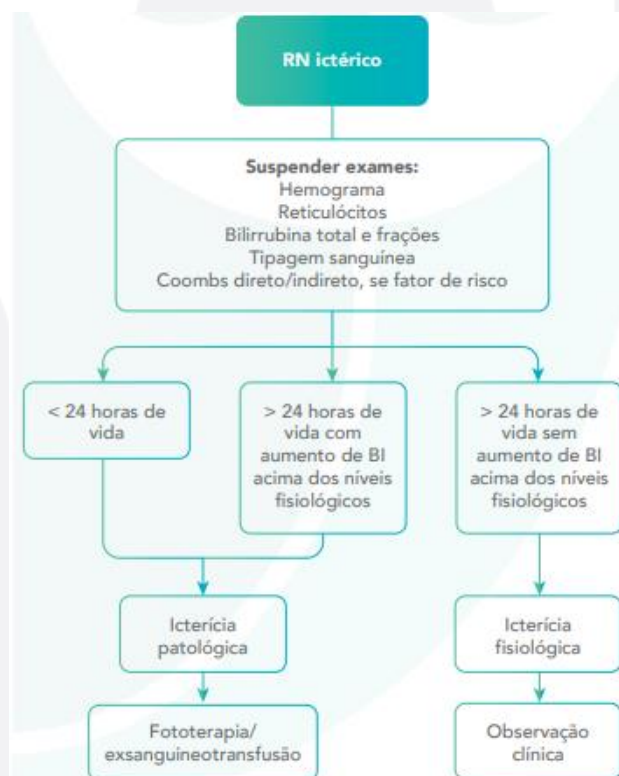 RN ictérico
Suspender exames:
Hemograma
Reticulócitos
Bilirrubina total e frações
Tipagem sanguínea
Coombs direto/indireto, se fator de risco
< 24 horas de
vida
> 24 horas de
vida com
aumento de BI
acima dos níveis
fisiológicos
> 24 horas de
vida sem
aumento de BI
acima dos níveis
fisiológicos
Icterícia
patológica
Icterícia
fisiológica
Fototerapia/
exsanguineotransfusão
Observação
clínica